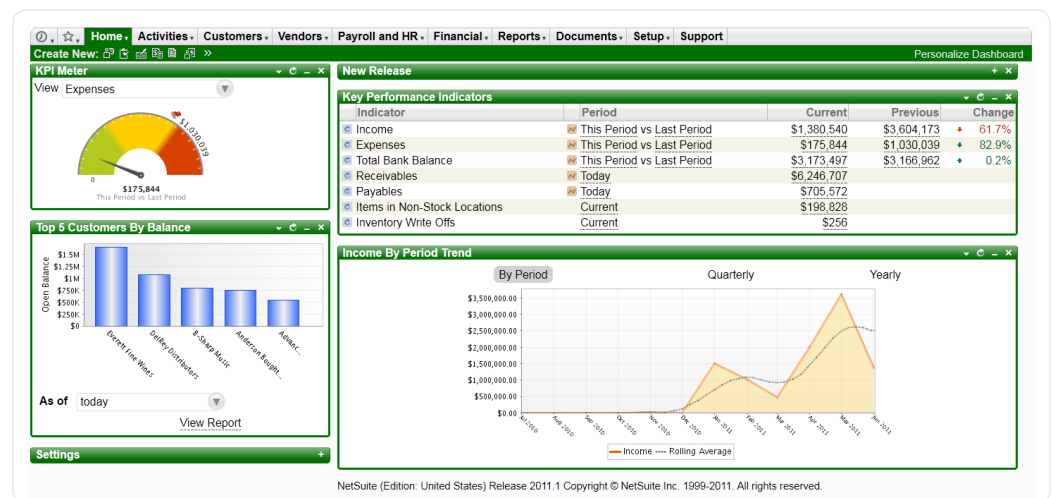 Home Activities Customers Vendors Payroll and HR Financial Reports Documents Setup Support
Create New: » Personalize Dashboard
KPI Meter
View Expenses
$1,030,039
0
$175,844
This Period vs Last Period
Top 5 Customers By Balance
Open Balance
$1.5M
$1.25M
$1M
$750K
$500K
$250K
$0
Everett Fine Wines
DelRey Distributors
B-Sharp Music
Anderson Bought...
Advanc...
As of today
View Report
Settings +
New Release +
Key Performance Indicators
Indicator Period Current Previous Change
Income This Period vs Last Period $1,380,540 $3,604,173 61.7%
Expenses This Period vs Last Period $175,844 $1,030,039 82.9%
Total Bank Balance This Period vs Last Period $3,173,497 $3,166,962 0.2%
Receivables Today $6,246,707
Payables Today $705,572
Items in Non-Stock Locations Current $198,828
Inventory Write Offs Current $256
Income By Period Trend
By Period Quarterly Yearly
$3,500,000.00
$3,000,000.00
$2,500,000.00
$2,000,000.00
$1,500,000.00
$1,000,000.00
$500,000.00
$0.00
Jul 2010
Aug 2010
Sep 2010
Oct 2010
Nov 2010
Dec 2010
Jan 2011
Feb 2011
Mar 2011
Apr 2011
May 2011
Jun 2011
Income Rolling Average
NetSuite (Edition: United States) Release 2011.1 Copyright © NetSuite Inc. 1999-2011. All rights reserved.